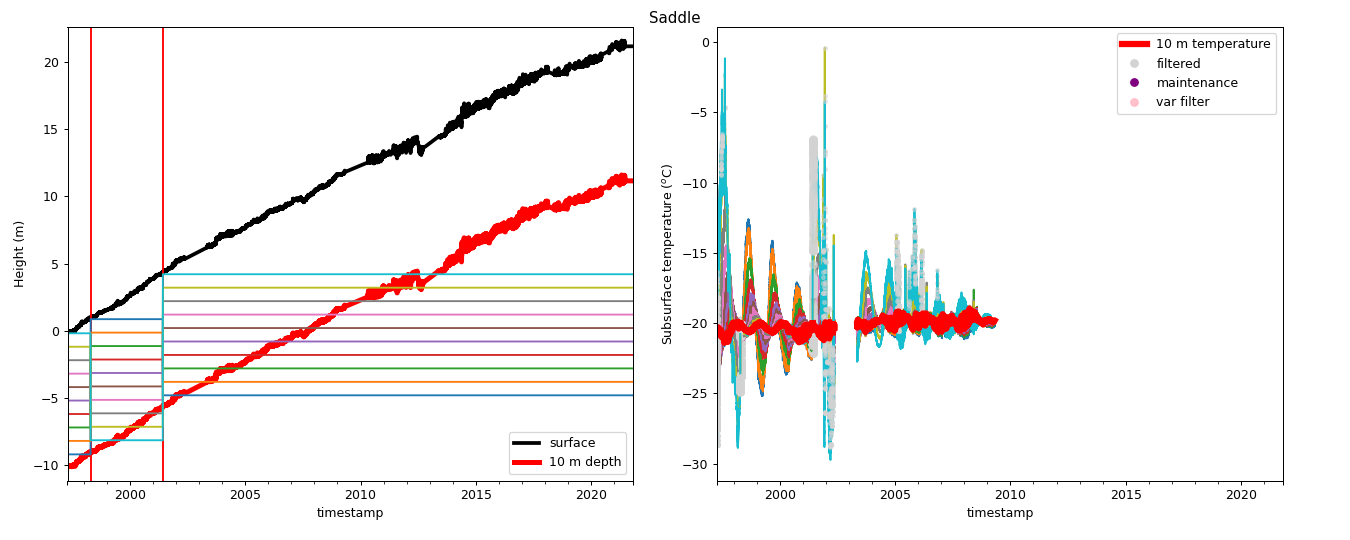 Saddle
Height (m)
20
15
10
5
0
−5
−10
2000
2005
2010
2015
2020
timestamp
surface
10 m depth
Subsurface temperature (°C)
0
−5
−10
−15
−20
−25
−30
2000
2005
2010
2015
2020
timestamp
10 m temperature
filtered
maintenance
var filter